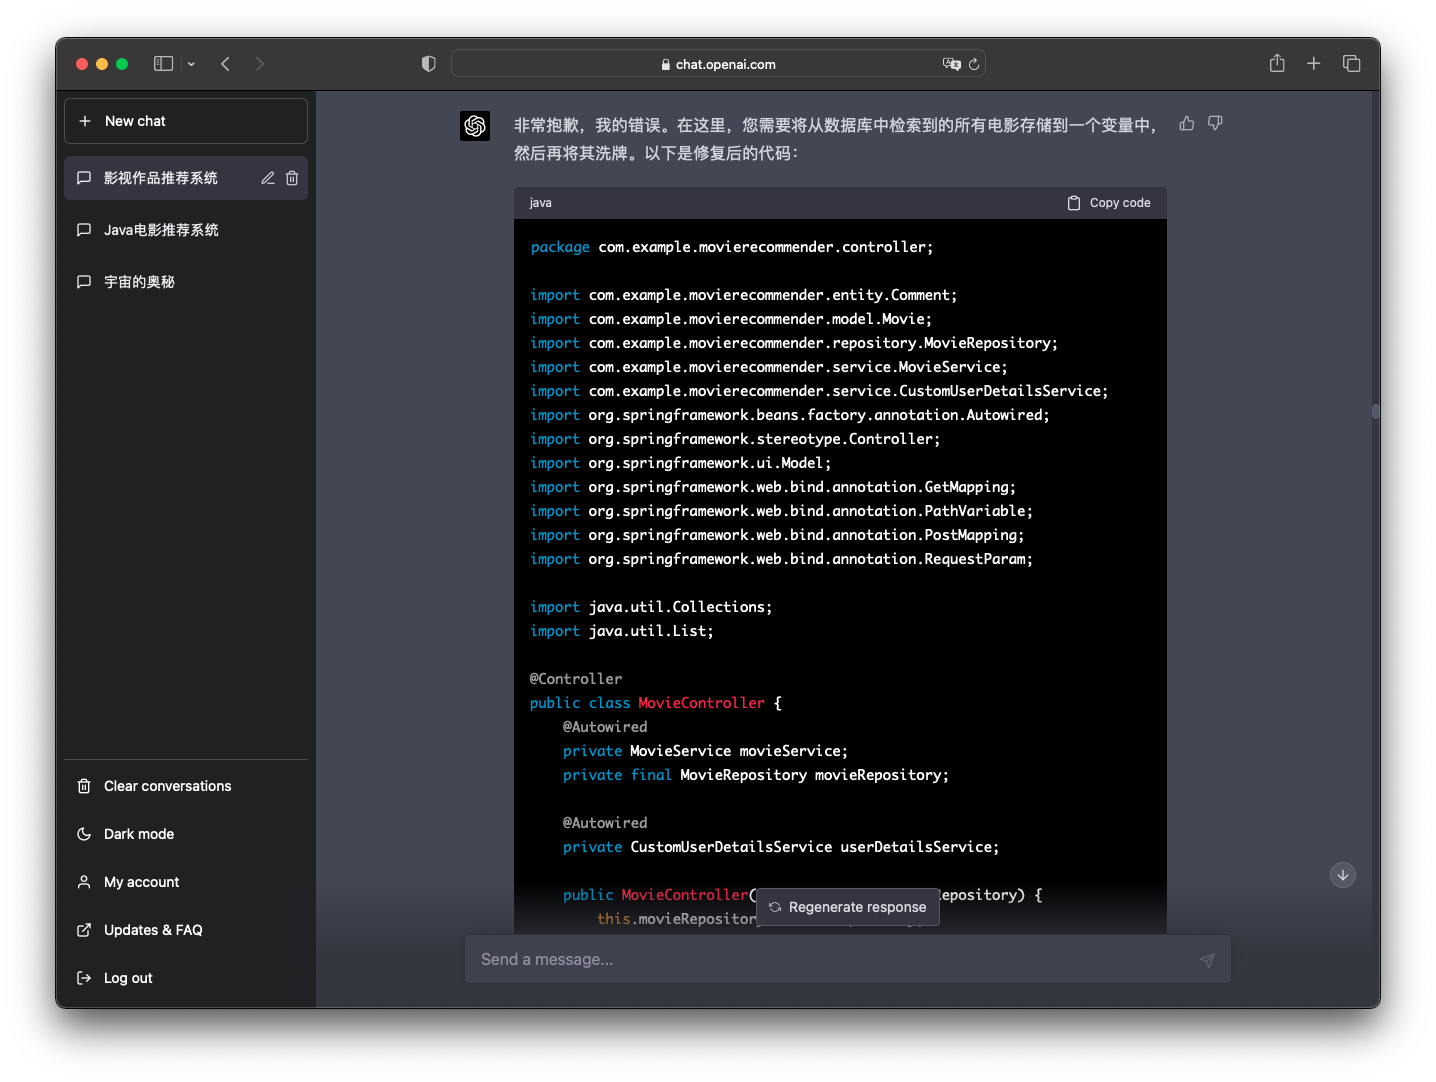 chat.openai.com
New chat
影视作品推荐系统
Java电影推荐系统
宇宙的奥秘
Clear conversations
Dark mode
My account
Updates & FAQ
Log out
非常抱歉，我的错误。在这里，您需要将从数据库中检索到的所有电影存储到一个变量中，
然后再将其洗牌。以下是修复后的代码：
java
Copy code
package com.example.movierecommender.controller;
import com.example.movierecommender.entity.Comment;
import com.example.movierecommender.model.Movie;
import com.example.movierecommender.repository.MovieRepository;
import com.example.movierecommender.service.MovieService;
import com.example.movierecommender.service.CustomUserDetailsService;
import org.springframework.beans.factory.annotation.Autowired;
import org.springframework.stereotype.Controller;
import org.springframework.ui.Model;
import org.springframework.web.bind.annotation.GetMapping;
import org.springframework.web.bind.annotation.PathVariable;
import org.springframework.web.bind.annotation.PostMapping;
import org.springframework.web.bind.annotation.RequestParam;
import java.util.Collections;
import java.util.List;
@Controller
public class MovieController {
@Autowired
private MovieService movieService;
private final MovieRepository movieRepository;
@Autowired
private CustomUserDetailsService userDetailsService;
public MovieController( epository) {
this.movieRepositor
Regenerate response
Send a message...